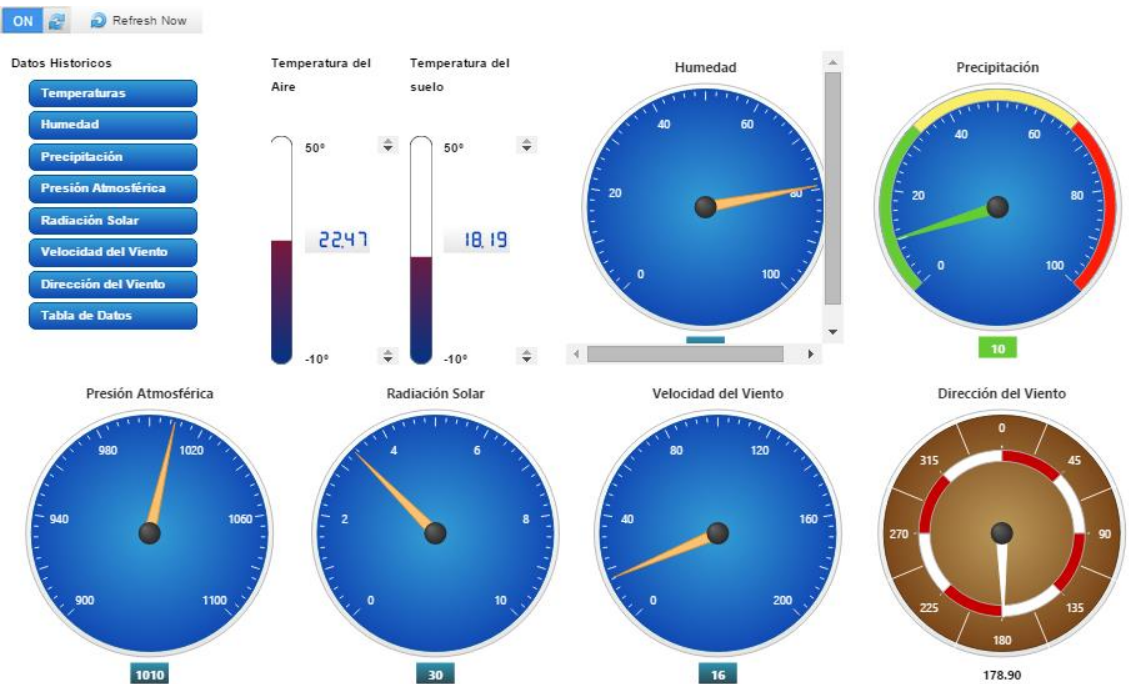 ON
Refresh Now
Datos Historicos
Temperaturas
Humedad
Precipitación
Presión Atmosférica
Radiación Solar
Velocidad del Viento
Dirección del Viento
Tabla de Datos
Temperatura del
Aire
50°
22,47
-10°
Temperatura del
suelo
50°
18,19
-10°
Humedad
0
20
40
60
80
100
Precipitación
0
20
40
60
80
100
10
Presión Atmosférica
900
940
980
1020
1060
1100
1010
Radiación Solar
0
2
4
6
8
10
30
Velocidad del Viento
0
40
80
120
160
200
16
Dirección del Viento
0
45
90
135
180
225
270
315
178.90